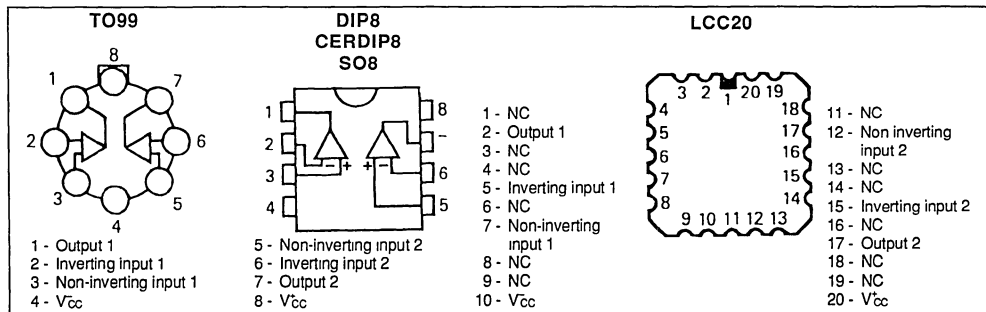 TO99
8
1
7
2
6
3
5
4
1 - Output 1
2 - Inverting input 1
3 - Non-inverting input 1
4 - V⁻CC
DIP8
CERDIP8
SO8
1
8
2
–
3
6
4
5
– + + –
5 - Non-inverting input 2
6 - Inverting input 2
7 - Output 2
8 - V⁺CC
1 - NC
2 - Output 1
3 - NC
4 - NC
5 - Inverting input 1
6 - NC
7 - Non-inverting
input 1
8 - NC
9 - NC
10 - V⁻CC
LCC20
3 2 1 20 19
4 18
5 17
6 16
7 15
8 14
9 10 11 12 13
11 - NC
12 - Non inverting
input 2
13 - NC
14 - NC
15 - Inverting input 2
16 - NC
17 - Output 2
18 - NC
19 - NC
20 - V⁺CC